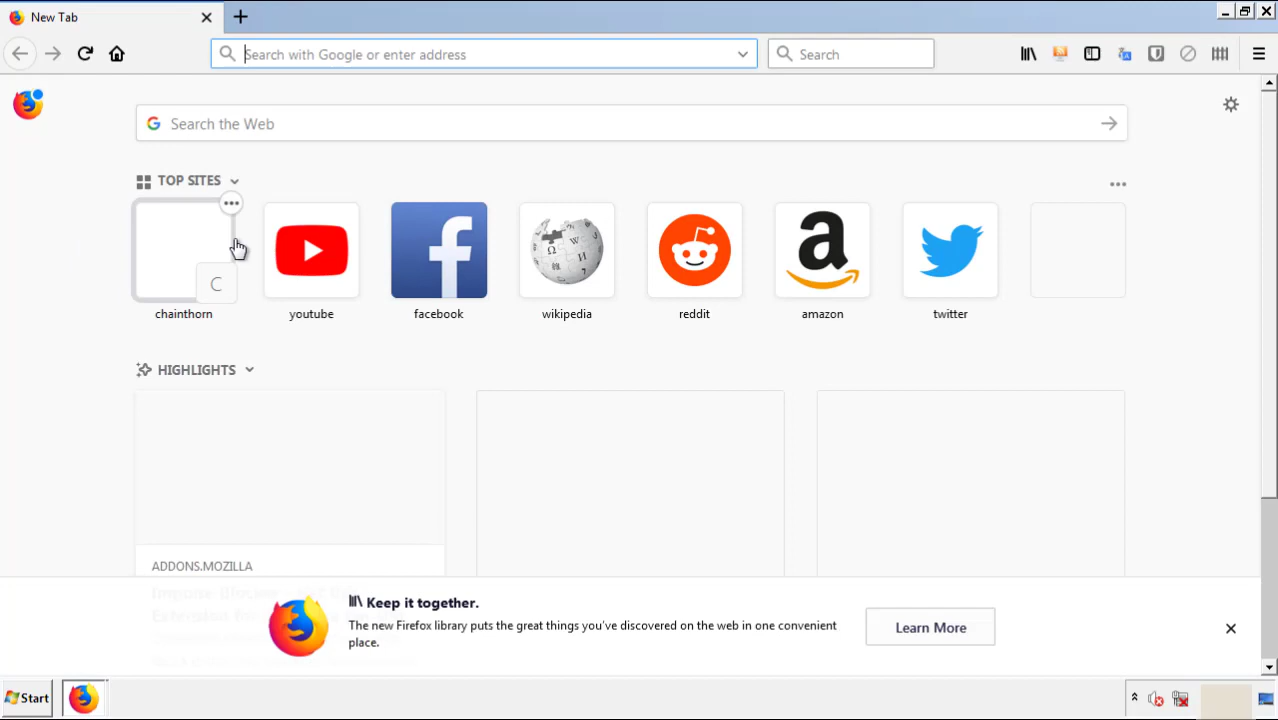 New Tab
Search with Google or enter address
Search
Search the Web
TOP SITES
C
chainthorn
youtube
facebook
wikipedia
reddit
amazon
twitter
HIGHLIGHTS
ADDONS.MOZILLA
Keep it together.
The new Firefox library puts the great things you've discovered on the web in one convenient
place.
Learn More
Start